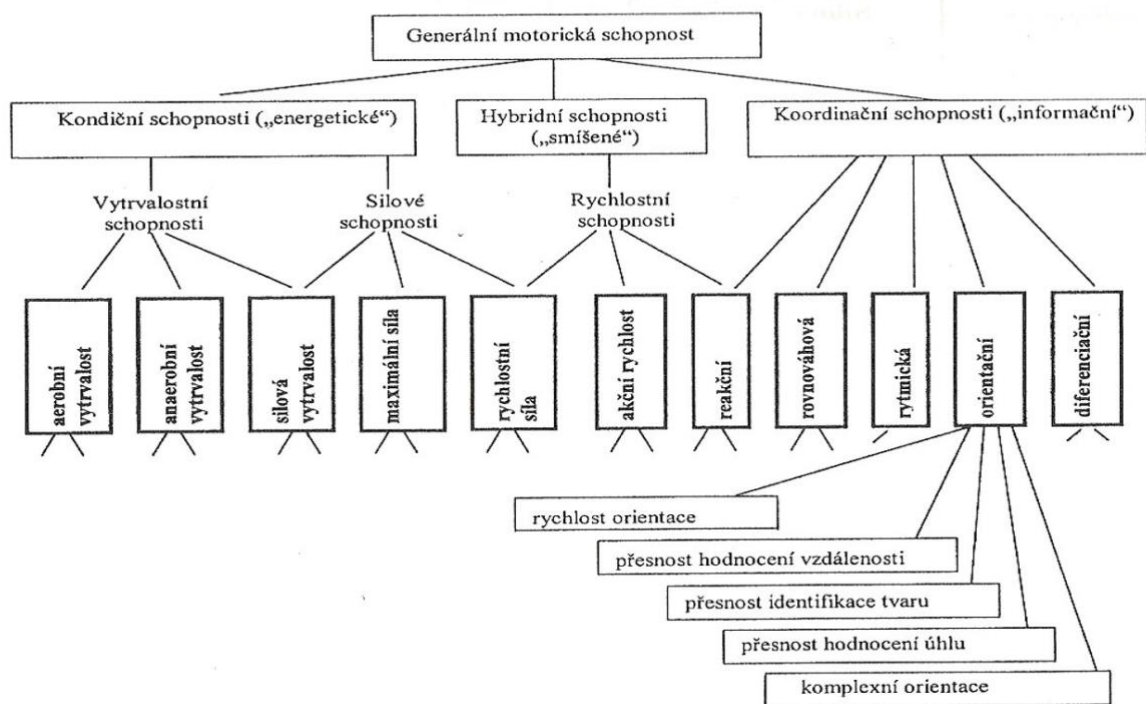 Generální motorická schopnost
Kondiční schopnosti („energetické“)
Hybridní schopnosti
(„smíšené“)
Koordinační schopnosti („informační“)
Vytrvalostní
schopnosti
Silové
schopnosti
Rychlostní
schopnosti
aerobní
vytrvalost
anaerobní
vytrvalost
silová
vytrvalost
maximální síla
rychlostní
síla
akční rychlost
reakční
rovnováhová
rytmická
orientační
diferenciační
rychlost orientace
přesnost hodnocení vzdálenosti
přesnost identifikace tvaru
přesnost hodnocení úhlu
komplexní orientace